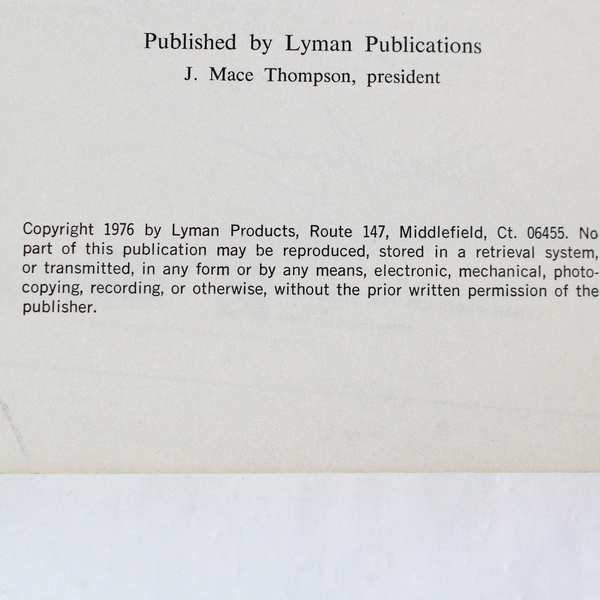 Published by Lyman Publications
J. Mace Thompson, president
Copyright 1976 by Lyman Products, Route 147, Middlefield, Ct. 06455. No
part of this publication may be reproduced, stored in a retrieval system,
or transmitted, in any form or by any means, electronic, mechanical, photo-
copying, recording, or otherwise, without the prior written permission of the
publisher.